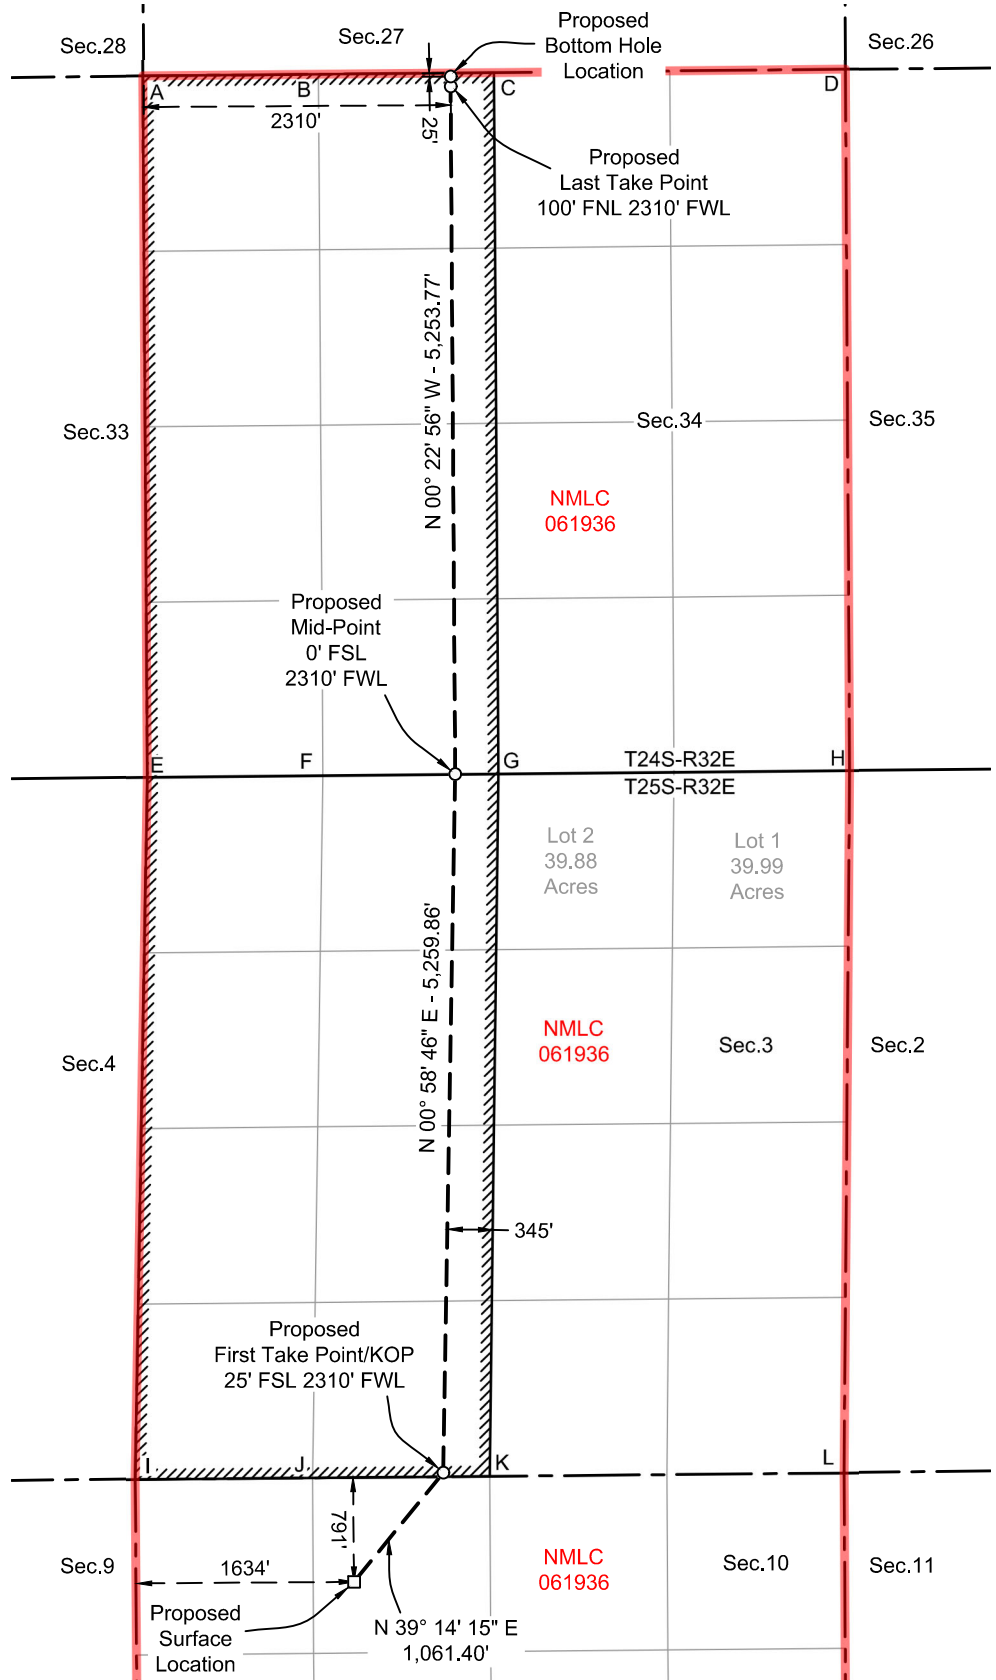 Sec.28
Sec.27
Proposed
Bottom Hole
Location
Sec.26
A
B
C
D
2310'
25'
Proposed
Last Take Point
100' FNL 2310' FWL
N 00° 22' 56" W - 5,253.77'
Sec.33
Sec.34
Sec.35
NMLC
061936
Proposed
Mid-Point
0' FSL
2310' FWL
E
F
G
T24S-R32E
H
T25S-R32E
Lot 2
39.88
Acres
Lot 1
39.99
Acres
N 00° 58' 46" E - 5,259.86'
Sec.4
NMLC
061936
Sec.3
Sec.2
345'
Proposed
First Take Point/KOP
25' FSL 2310' FWL
I
J
K
L
791'
Sec.9
1634'
NMLC
061936
Sec.10
Sec.11
Proposed
Surface
Location
N 39° 14' 15" E
1,061.40'